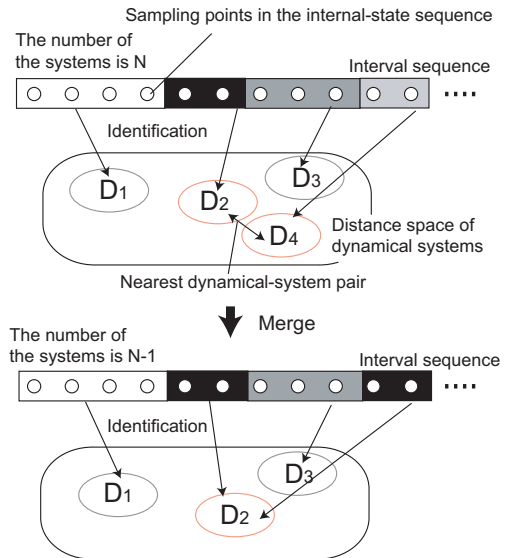 Sampling points in the internal-state sequence
The number of
the systems is N
Interval sequence
....
Identification
D1
D2
D3
D4
Distance space of
dynamical systems
Nearest dynamical-system pair
Merge
The number of
the systems is N-1
Interval sequence
....
Identification
D1
D2
D3